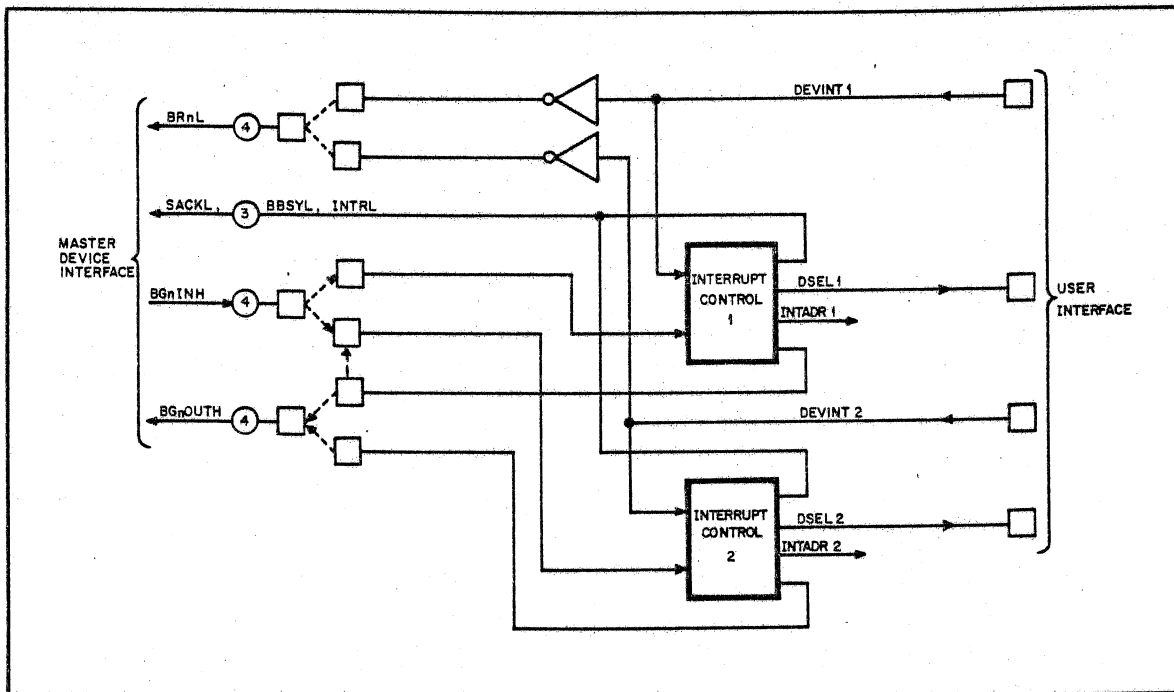 DEVINT 1
BRnL
4
SACKL,
3
BBSYL, INTRL
MASTER
DEVICE
INTERFACE
BGnINH
4
INTERRUPT
CONTROL
1
DSEL 1
INTADR 1
USER
INTERFACE
BGnOUTH
4
DEVINT 2
INTERRUPT
CONTROL
2
DSEL 2
INTADR 2